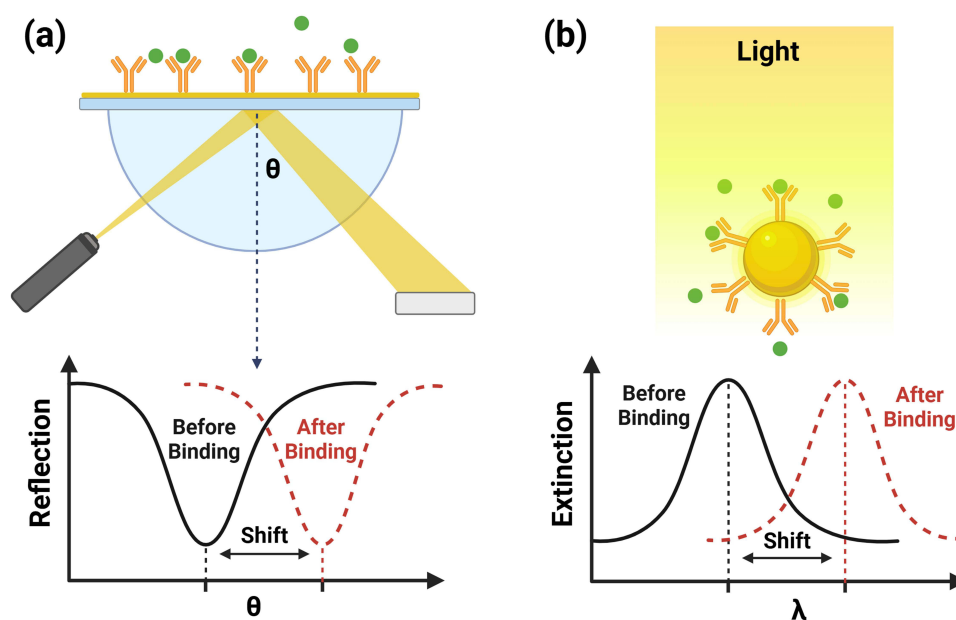 (a)
θ
Reflection
Before
Binding
After
Binding
Shift
θ
(b)
Light
Extinction
Before
Binding
After
Binding
Shift
λ